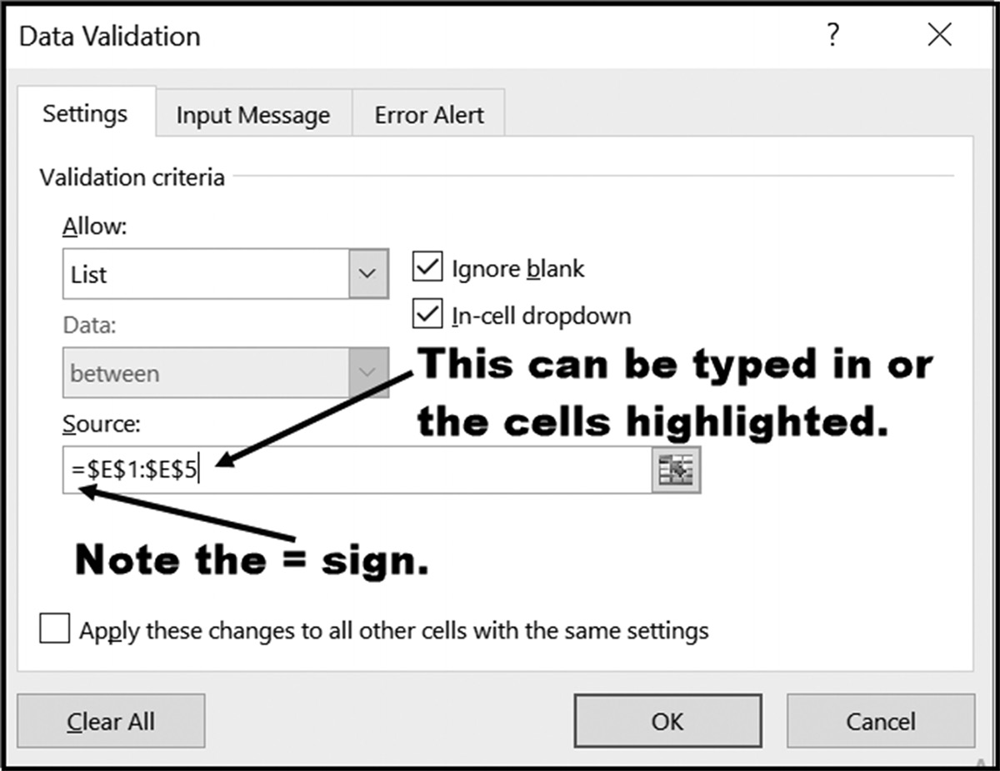 Data Validation ?
Settings Input Message Error Alert
Validation criteria
Allow:
List
Ignore blank
Data:
In-cell dropdown
between
This can be typed in or
the cells highlighted.
Source:
=$E$1:$E$5
Note the = sign.
Apply these changes to all other cells with the same settings
Clear All OK Cancel